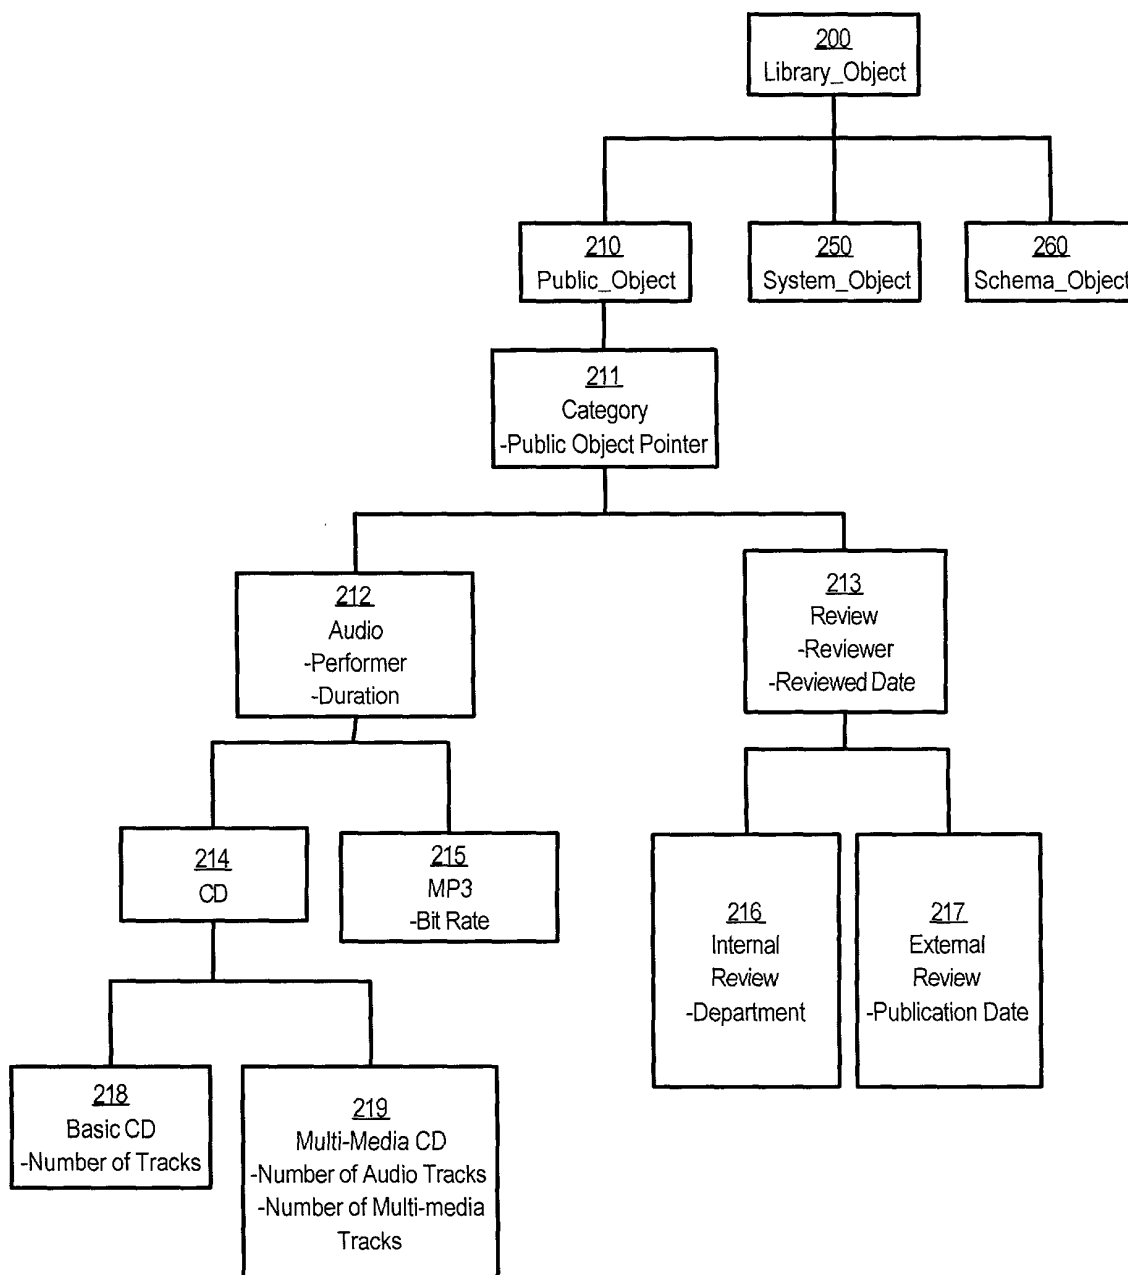 200
Library_Object
210
Public_Object
250
System_Object
260
Schema_Object
211
Category
-Public Object Pointer
212
Audio
-Performer
-Duration
213
Review
-Reviewer
-Reviewed Date
214
CD
215
MP3
-Bit Rate
216
Internal
Review
-Department
217
External
Review
-Publication Date
218
Basic CD
-Number of Tracks
219
Multi-Media CD
-Number of Audio Tracks
-Number of Multi-media
Tracks